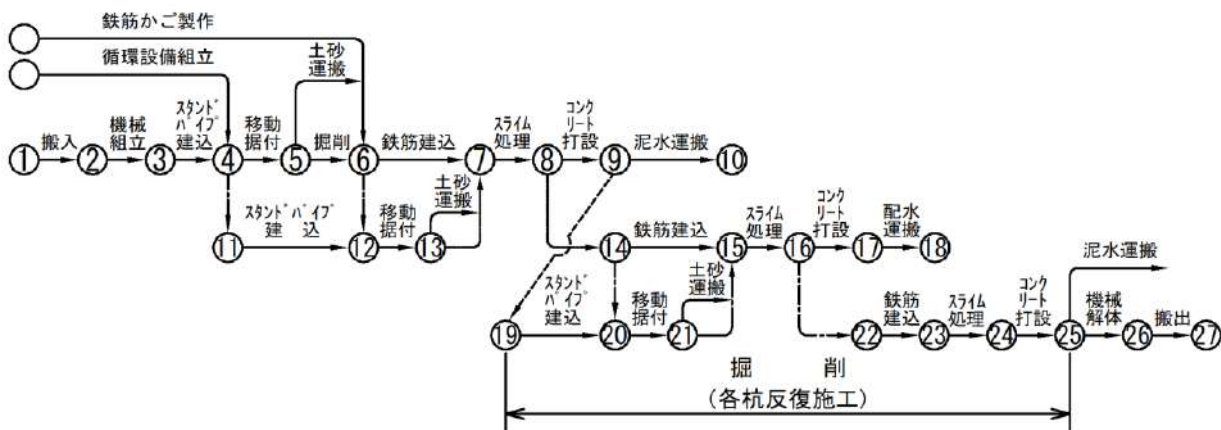 鉄筋かご製作
循環設備組立
土砂
運搬
搬入
機械
組立
スタンド
パイプ
建込
移動
据付
掘削
鉄筋建込
スライム
処理
コンク
リート
打設
泥水運搬
① ② ③ ④ ⑤ ⑥ ⑦ ⑧ ⑨ ⑩
スタンドパイプ
建 込
移動
据付
土砂
運搬
鉄筋建込
スライム
処理
コンク
リート
打設
配水
運搬
⑪ ⑫ ⑬ ⑭ ⑮ ⑯ ⑰ ⑱
スタンド
パイプ
建込
移動
据付
土砂
運搬
鉄筋
建込
スライム
処理
コンク
リート
打設
泥水運搬
機械
解体
搬出
⑲ ⑳ ㉑ ㉒ ㉓ ㉔ ㉕ ㉖ ㉗
掘 削
(各杭反復施工)